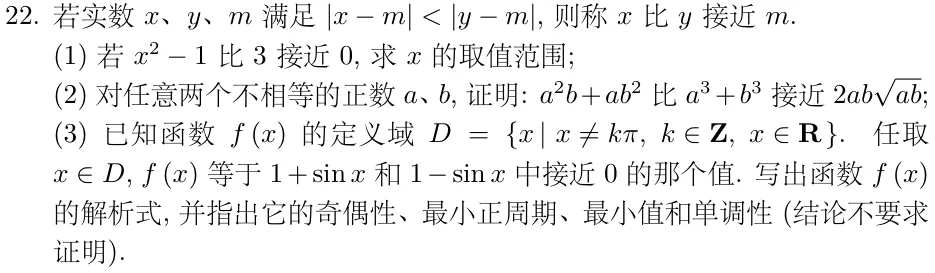 22. 若实数 x、y、m 满足 |x − m| < |y − m|, 则称 x 比 y 接近 m.
(1) 若 x² − 1 比 3 接近 0, 求 x 的取值范围;
(2) 对任意两个不相等的正数 a、b, 证明: a²b+ab² 比 a³+b³ 接近 2ab√ab;
(3) 已知函数 f (x) 的定义域 D = {x | x ≠ kπ, k ∈ Z, x ∈ R}. 任取
x ∈ D, f (x) 等于 1+sin x 和 1−sin x 中接近 0 的那个值. 写出函数 f (x)
的解析式, 并指出它的奇偶性、最小正周期、最小值和单调性 (结论不要求
证明).